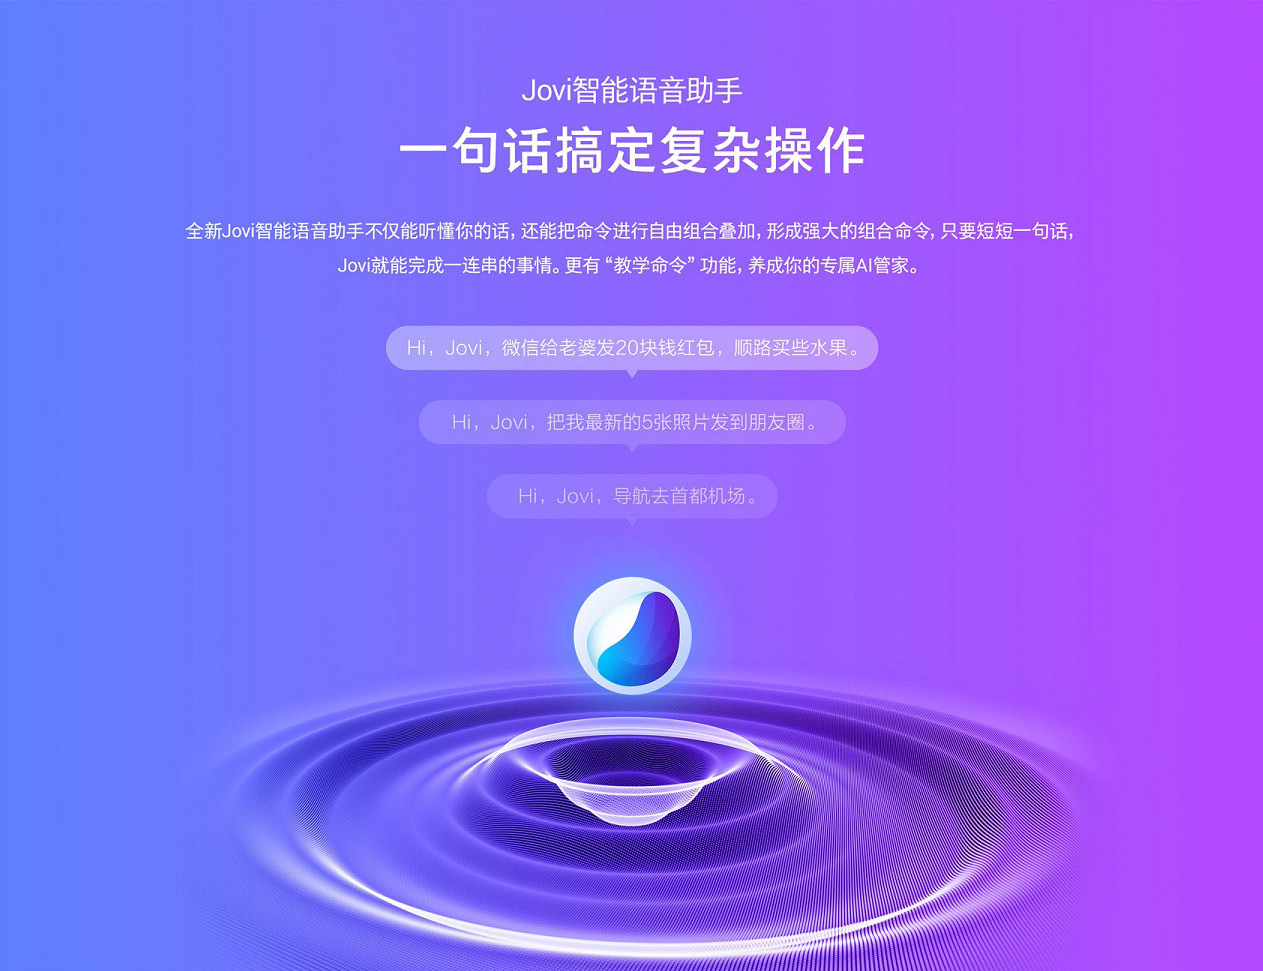 Jovi智能语音助手
一句话搞定复杂操作
全新Jovi智能语音助手不仅能听懂你的话，还能把命令进行自由组合叠加，形成强大的组合命令，只要短短一句话，
Jovi就能完成一连串的事情。更有“教学命令”功能，养成你的专属AI管家。
Hi，Jovi，微信给老婆发20块钱红包，顺路买些水果。
Hi，Jovi，把我最新的5张照片发到朋友圈。
Hi，Jovi，导航去首都机场。